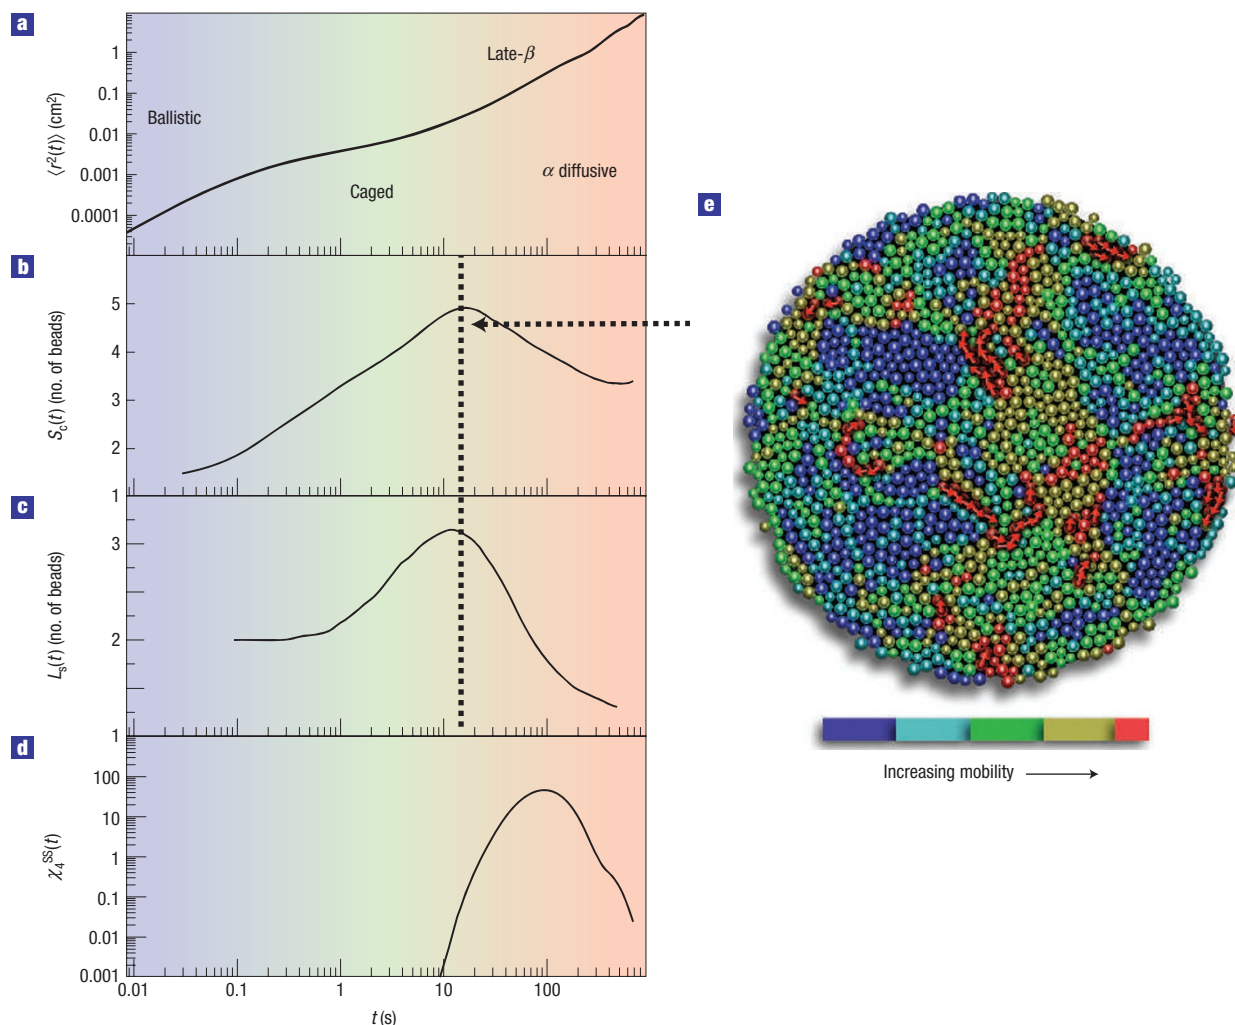 a
10
1
0.1
0.01
0.001
0.0001
⟨r²(t)⟩ (cm²)
Ballistic
Caged
Late-β
α diffusive
b
5
4
3
2
1
S_c(t) (no. of beads)
c
3
2
1
L_s(t) (no. of beads)
d
100
10
1
0.1
0.01
0.001
χ₄^SS(t)
0.01 0.1 1 10 100
t (s)
e
Increasing mobility